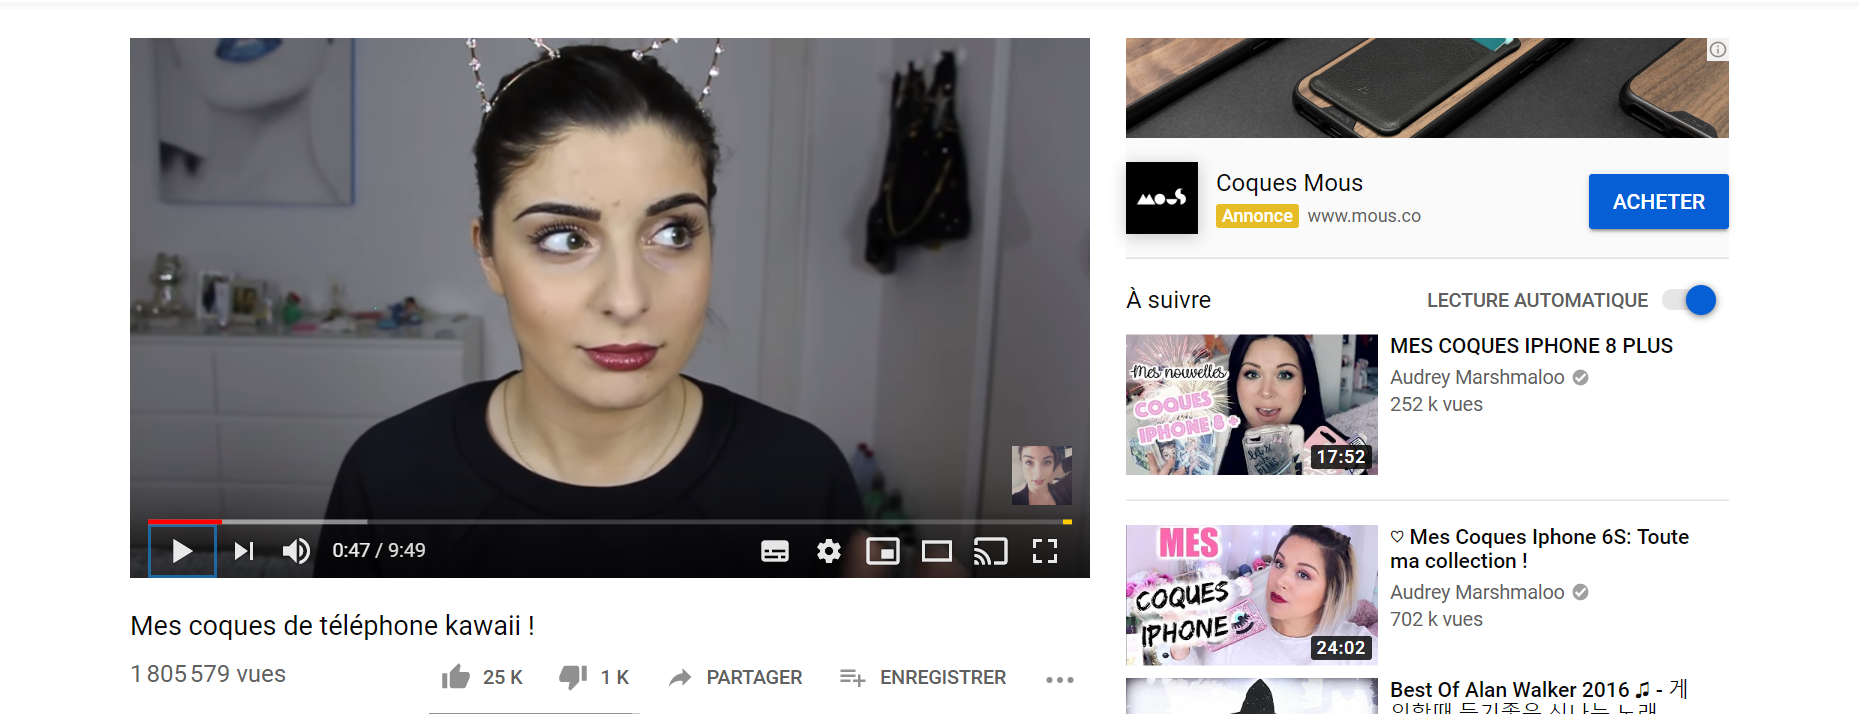 0:47 / 9:49
Mes coques de téléphone kawaii !
1 805 579 vues
25 K
1 K
PARTAGER
ENREGISTRER
mous
Coques Mous
Annonce www.mous.co
ACHETER
À suivre
LECTURE AUTOMATIQUE
Mes nouvelles
COQUES
IPHONE 8 +
17:52
MES COQUES IPHONE 8 PLUS
Audrey Marshmaloo
252 k vues
MES
COQUES
IPHONE
24:02
♡ Mes Coques Iphone 6S: Toute
ma collection !
Audrey Marshmaloo
702 k vues
Best Of Alan Walker 2016 ♫ - 게